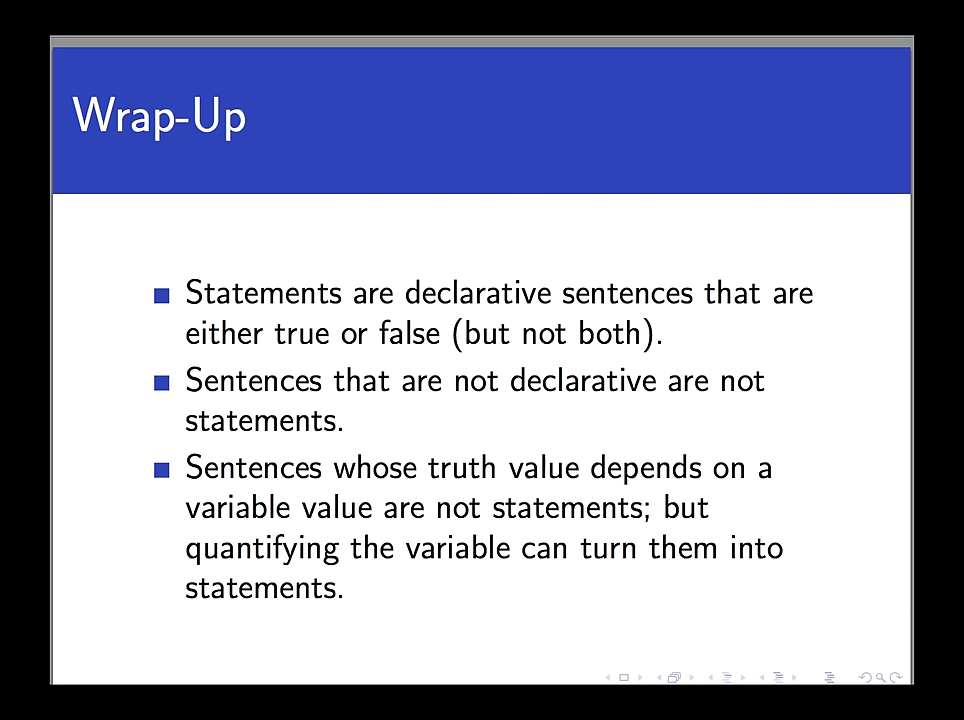 Wrap-Up
Statements are declarative sentences that are
either true or false (but not both).
Sentences that are not declarative are not
statements.
Sentences whose truth value depends on a
variable value are not statements; but
quantifying the variable can turn them into
statements.